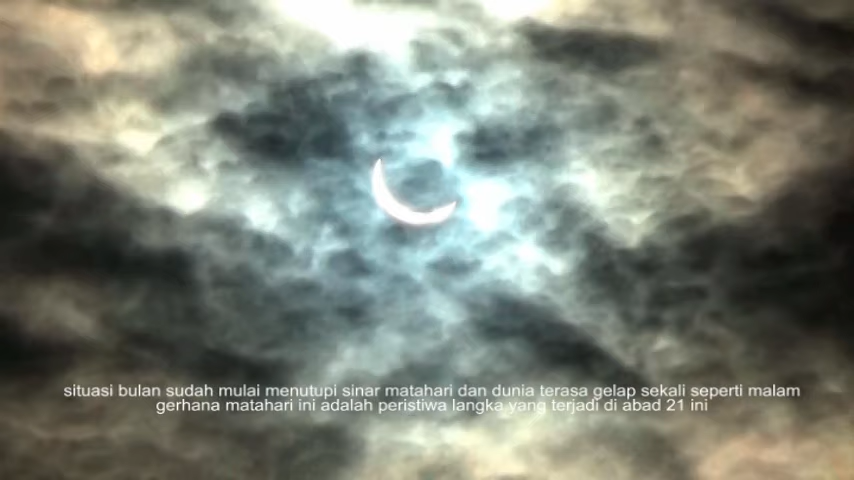 situasi bulan sudah mulai menutupi sinar matahari dan dunia terasa gelap sekali seperti malam
gerhana matahari ini adalah peristiwa langka yang terjadi di abad 21 ini